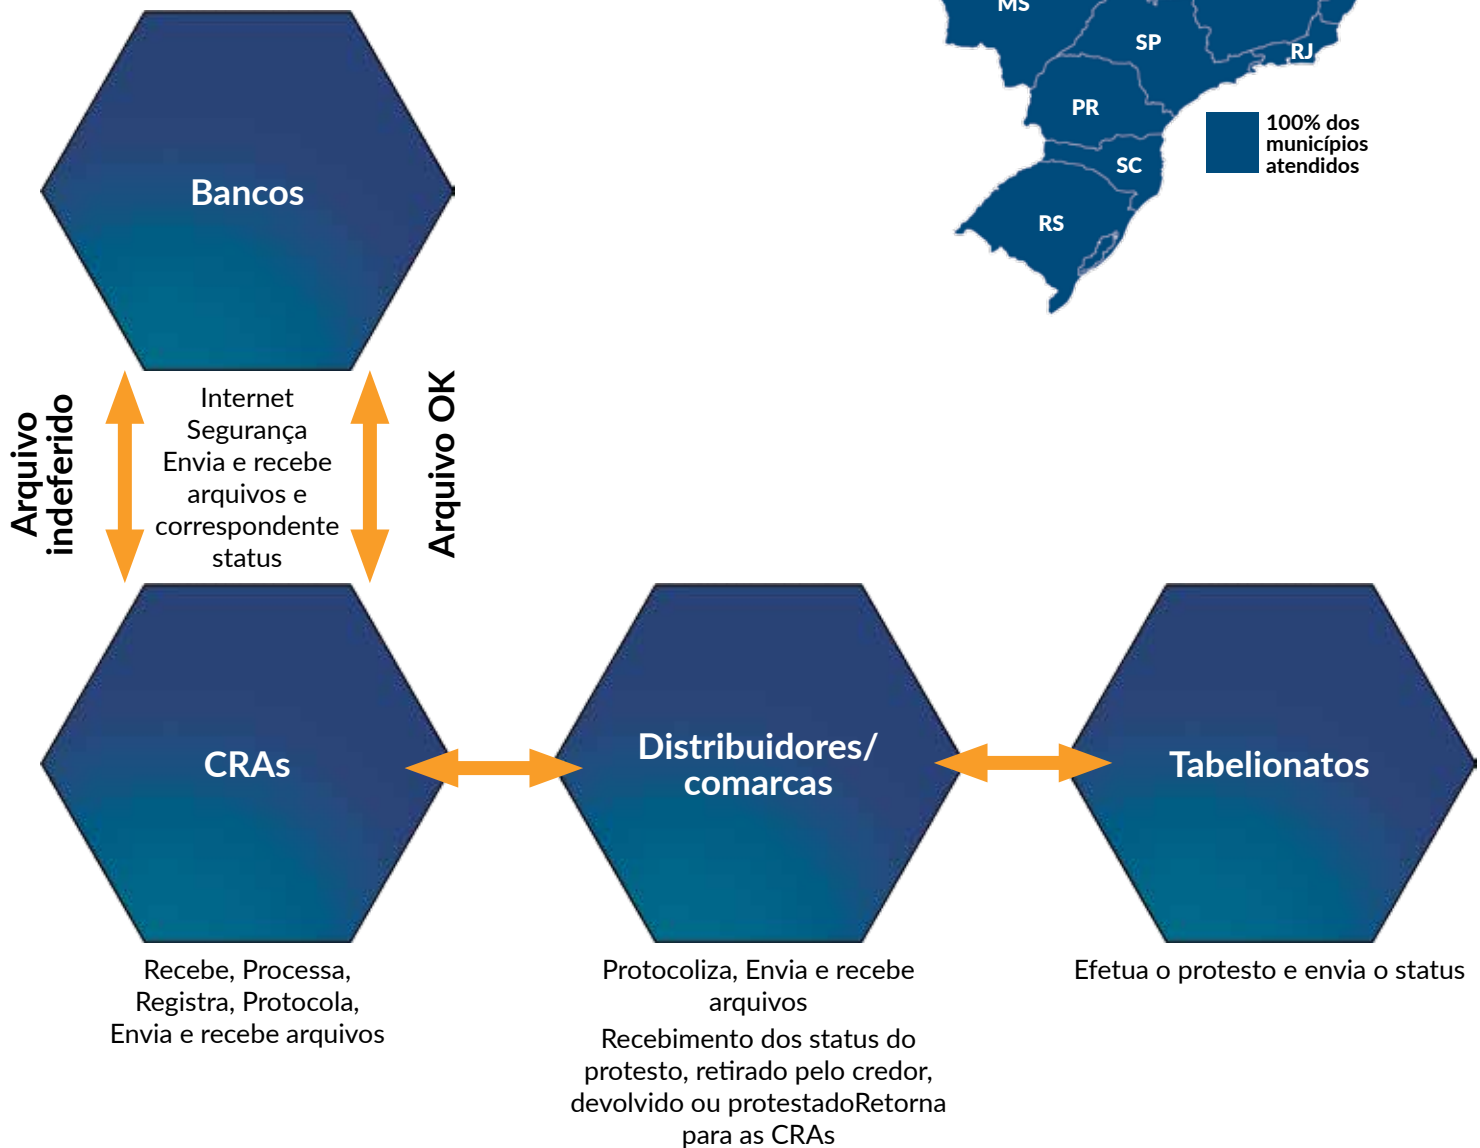 MS
SP
RJ
PR
SC
RS
100% dos
municípios
atendidos
Bancos
Arquivo
indeferido
Internet
Segurança
Envia e recebe
arquivos e
correspondente
status
Arquivo OK
CRAs
Distribuidores/
comarcas
Tabelionatos
Recebe, Processa,
Registra, Protocola,
Envia e recebe arquivos
Protocoliza, Envia e recebe
arquivos
Recebimento dos status do
protesto, retirado pelo credor,
devolvido ou protestadoRetorna
para as CRAs
Efetua o protesto e envia o status